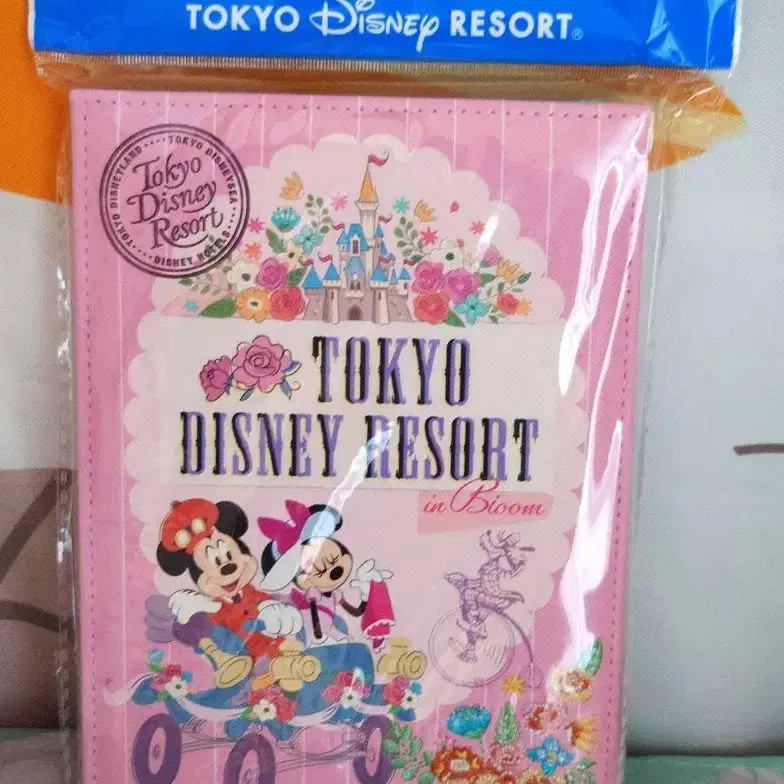 TOKYO Disney RESORT®
TOKYO DISNEYLAND · TOKYO DISNEYSEA
Tokyo
Disney
Resort
DISNEY HOTELS
TOKYO
DISNEY RESORT
in Bloom